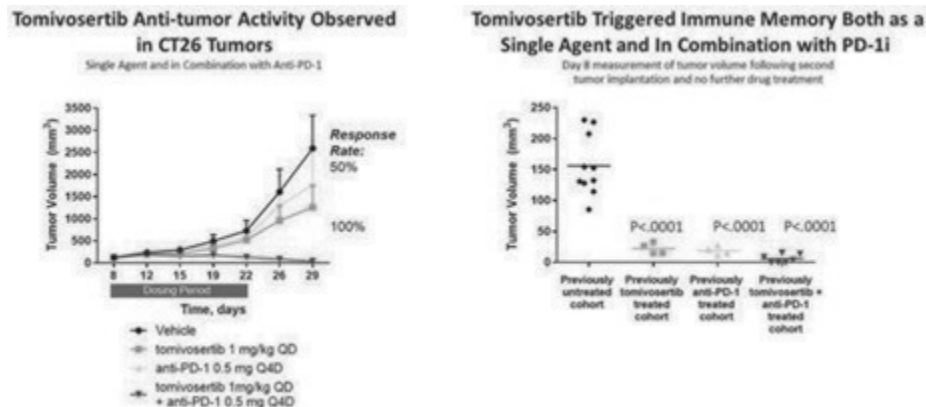 Tomivosertib Anti-tumor Activity Observed
in CT26 Tumors
Single Agent and in Combination with Anti-PD-1
Tumor Volume (mm³)
3500
3000
2500
2000
1500
1000
500
0
8 12 15 19 22 26 29
Dosing Period
Time, days
Response
Rate:
50%
100%
Vehicle
tomivosertib 1 mg/kg QD
anti-PD-1 0.5 mg Q4D
tomivosertib 1mg/kg QD
+ anti-PD-1 0.5 mg Q4D
Tomivosertib Triggered Immune Memory Both as a
Single Agent and In Combination with PD-1i
Day 8 measurement of tumor volume following second
tumor implantation and no further drug treatment
Tumor Volume (mm³)
250
200
150
100
50
0
P<.0001 P<.0001 P<.0001
Previously
untreated
cohort
Previously
tomivosertib
treated
cohort
Previously
anti-PD-1
treated
cohort
Previously
tomivosertib +
anti-PD-1
treated
cohort